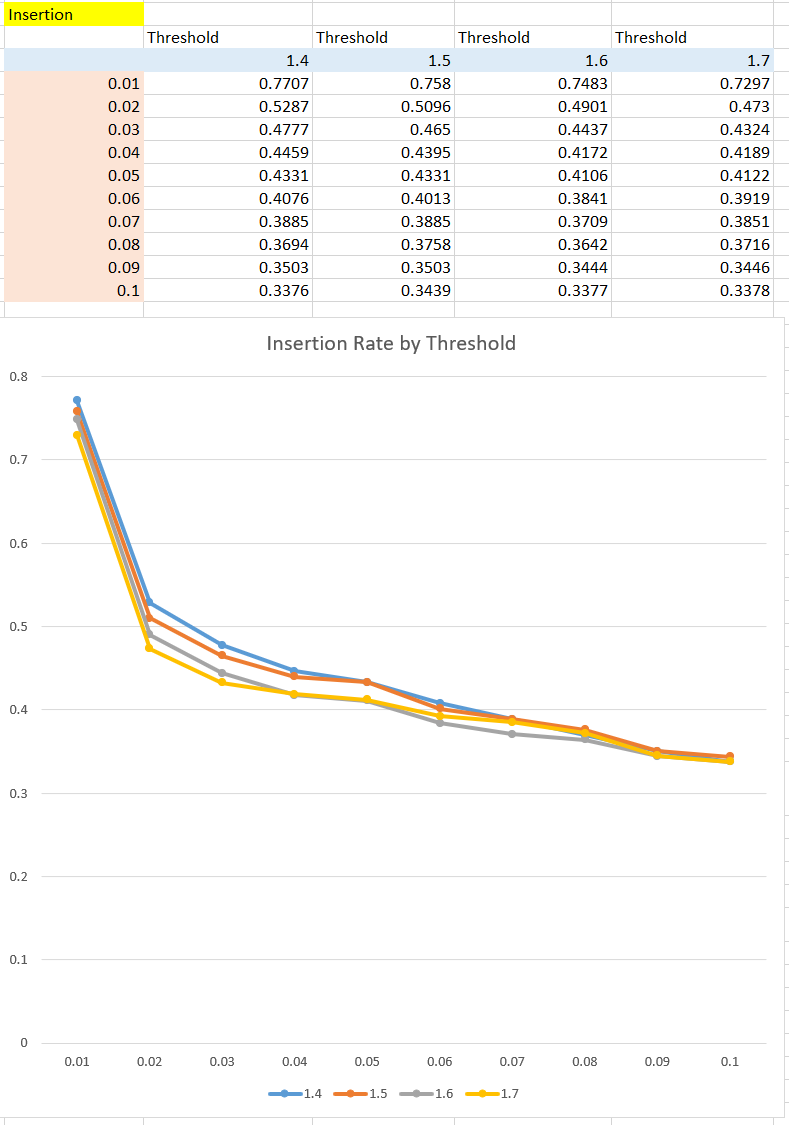 Insertion
Threshold Threshold Threshold Threshold
1.4 1.5 1.6 1.7
0.01 0.7707 0.758 0.7483 0.7297
0.02 0.5287 0.5096 0.4901 0.473
0.03 0.4777 0.465 0.4437 0.4324
0.04 0.4459 0.4395 0.4172 0.4189
0.05 0.4331 0.4331 0.4106 0.4122
0.06 0.4076 0.4013 0.3841 0.3919
0.07 0.3885 0.3885 0.3709 0.3851
0.08 0.3694 0.3758 0.3642 0.3716
0.09 0.3503 0.3503 0.3444 0.3446
0.1 0.3376 0.3439 0.3377 0.3378
Insertion Rate by Threshold
0.8
0.7
0.6
0.5
0.4
0.3
0.2
0.1
0
0.01 0.02 0.03 0.04 0.05 0.06 0.07 0.08 0.09 0.1
1.4 1.5 1.6 1.7